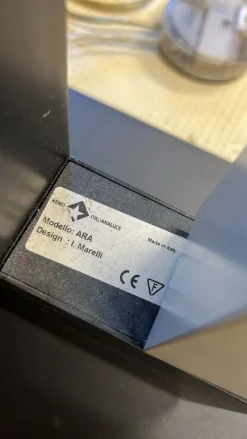 NEMO ITALIANALUCE
Modello: ARA
Design : I. Marelli
Made in Italy
CE F